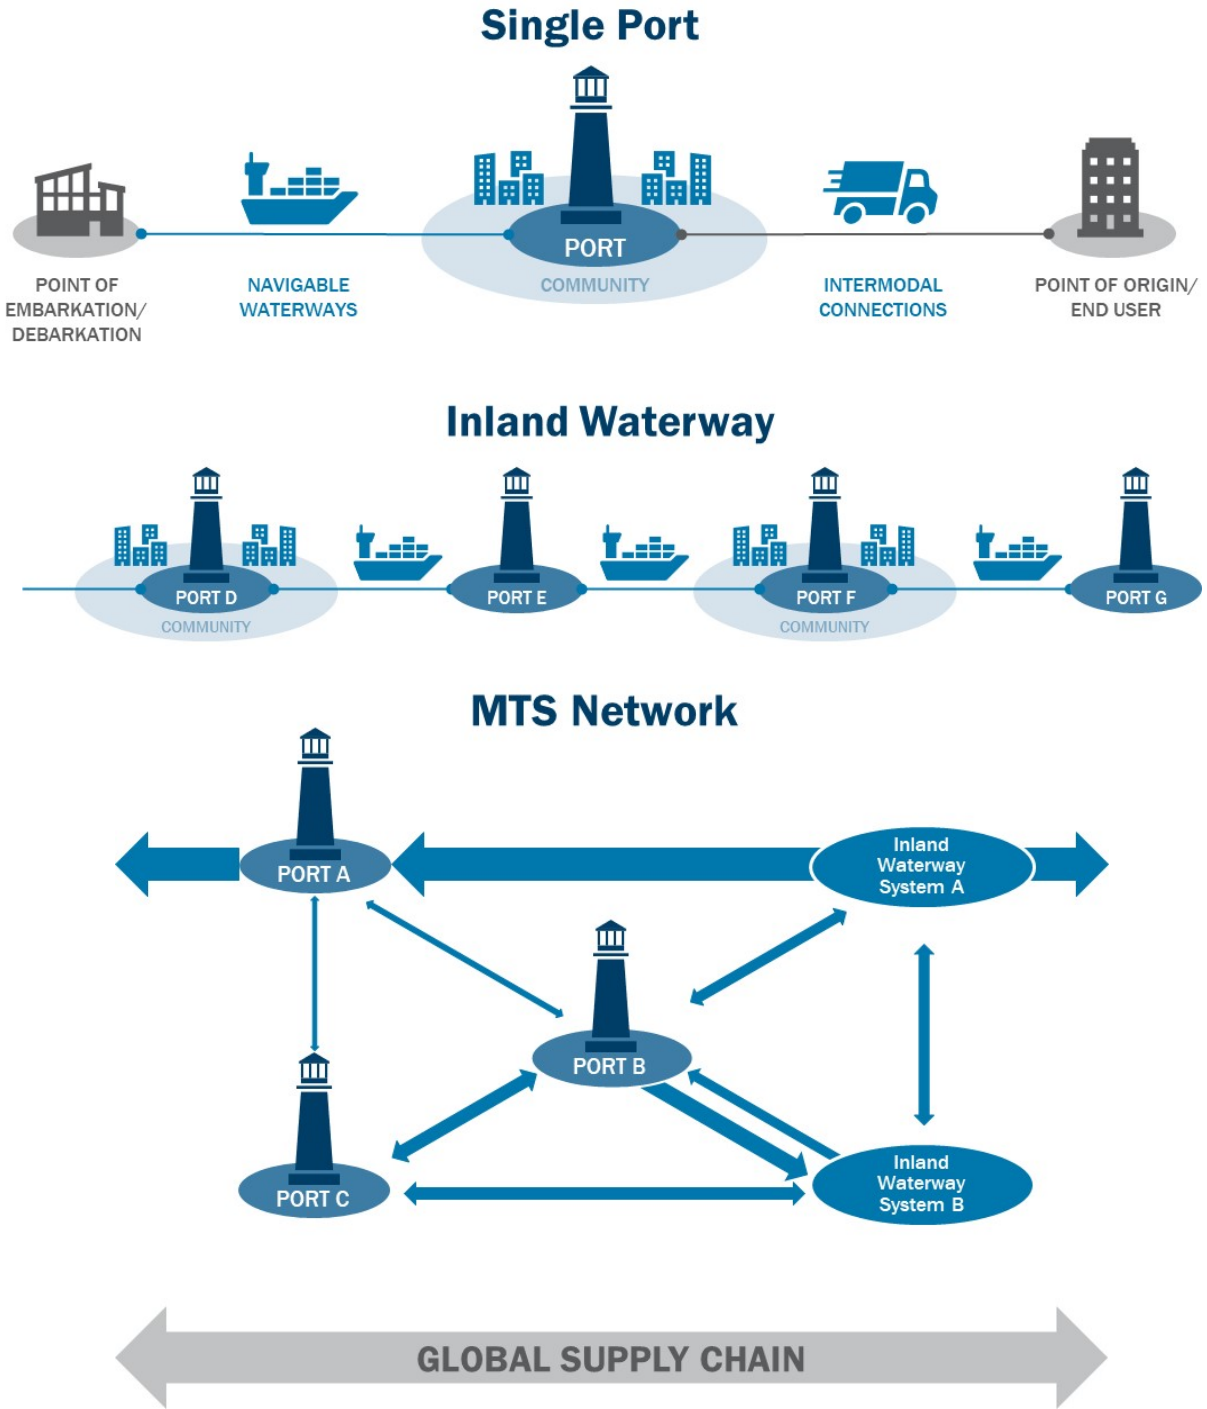 Single Port
PORT
COMMUNITY
POINT OF
EMBARKATION/
DEBARKATION
NAVIGABLE
WATERWAYS
INTERMODAL
CONNECTIONS
POINT OF ORIGIN/
END USER
Inland Waterway
PORT D
COMMUNITY
PORT E
PORT F
COMMUNITY
PORT G
MTS Network
PORT A
Inland
Waterway
System A
PORT B
PORT C
Inland
Waterway
System B
GLOBAL SUPPLY CHAIN